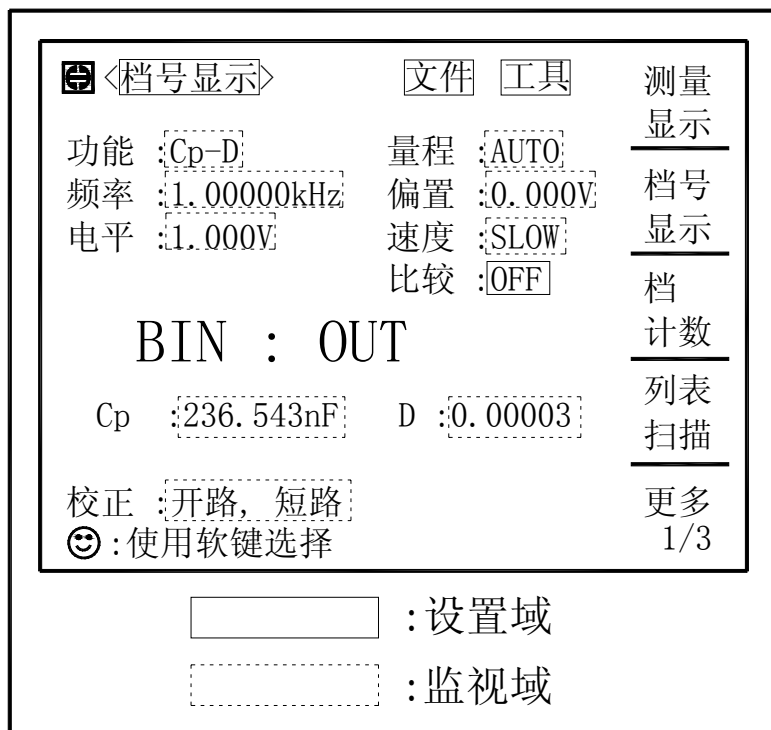 <档号显示> 文件 工具
功能 :Cp-D 量程 :AUTO
频率 :1.00000kHz 偏置 :0.000V
电平 :1.000V 速度 :SLOW
比较 :OFF
BIN : OUT
Cp :236.543nF D :0.00003
校正 :开路, 短路
:使用软键选择
测量
显示
档号
显示
档
计数
列表
扫描
更多
1/3
:设置域
:监视域